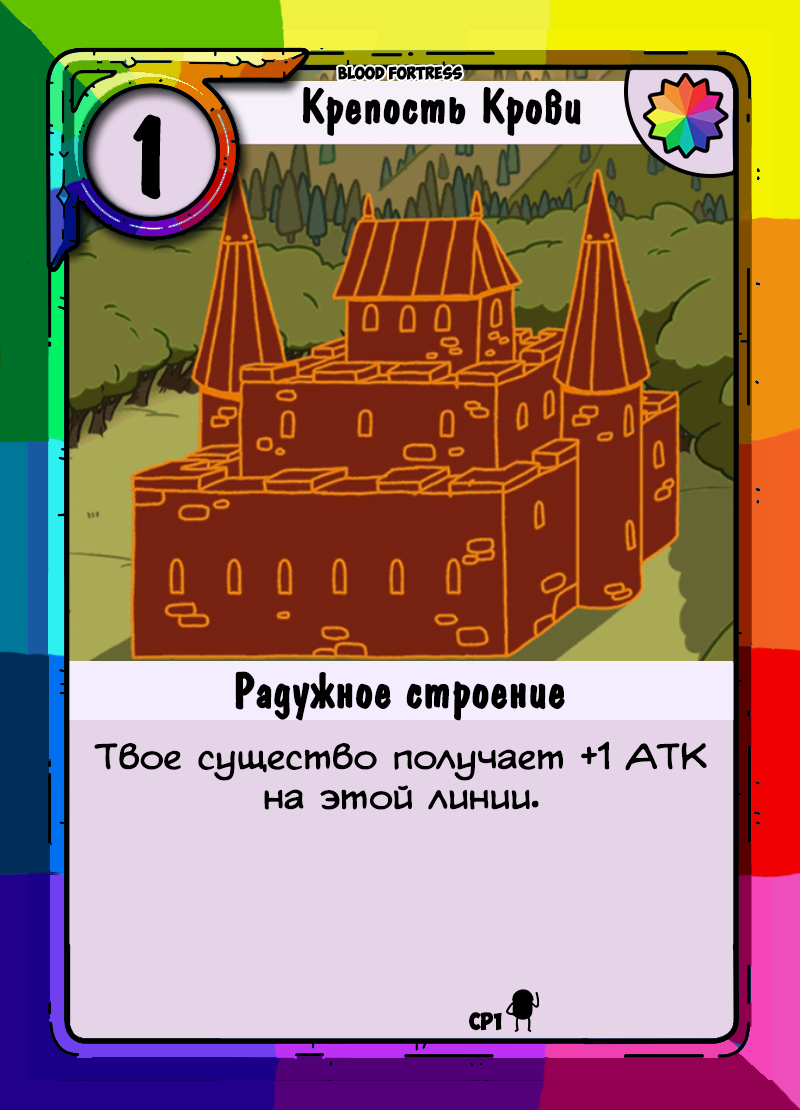 BLOOD FORTRESS
Крепость Крови
1
Радужное строение
Твое существо получает +1 АТК
на этой линии.
CP1